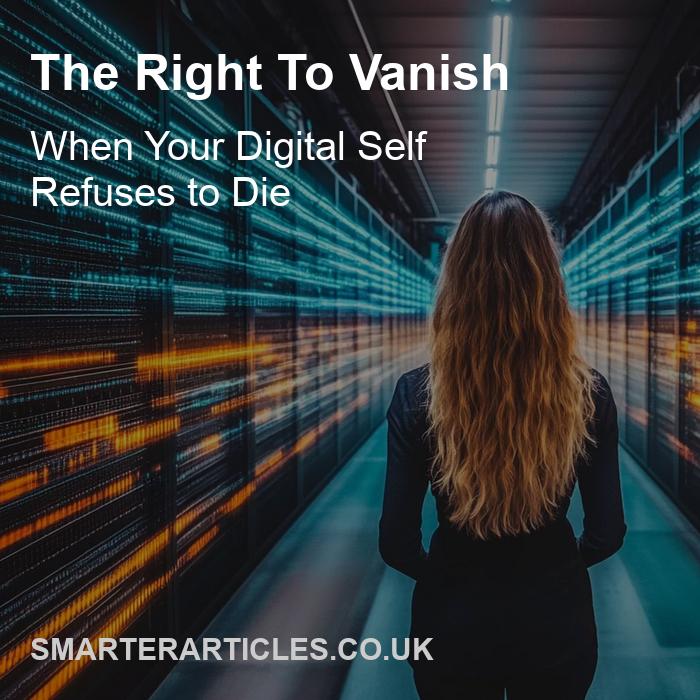 The Right To Vanish
When Your Digital Self
Refuses to Die
SMARTERARTICLES.CO.UK